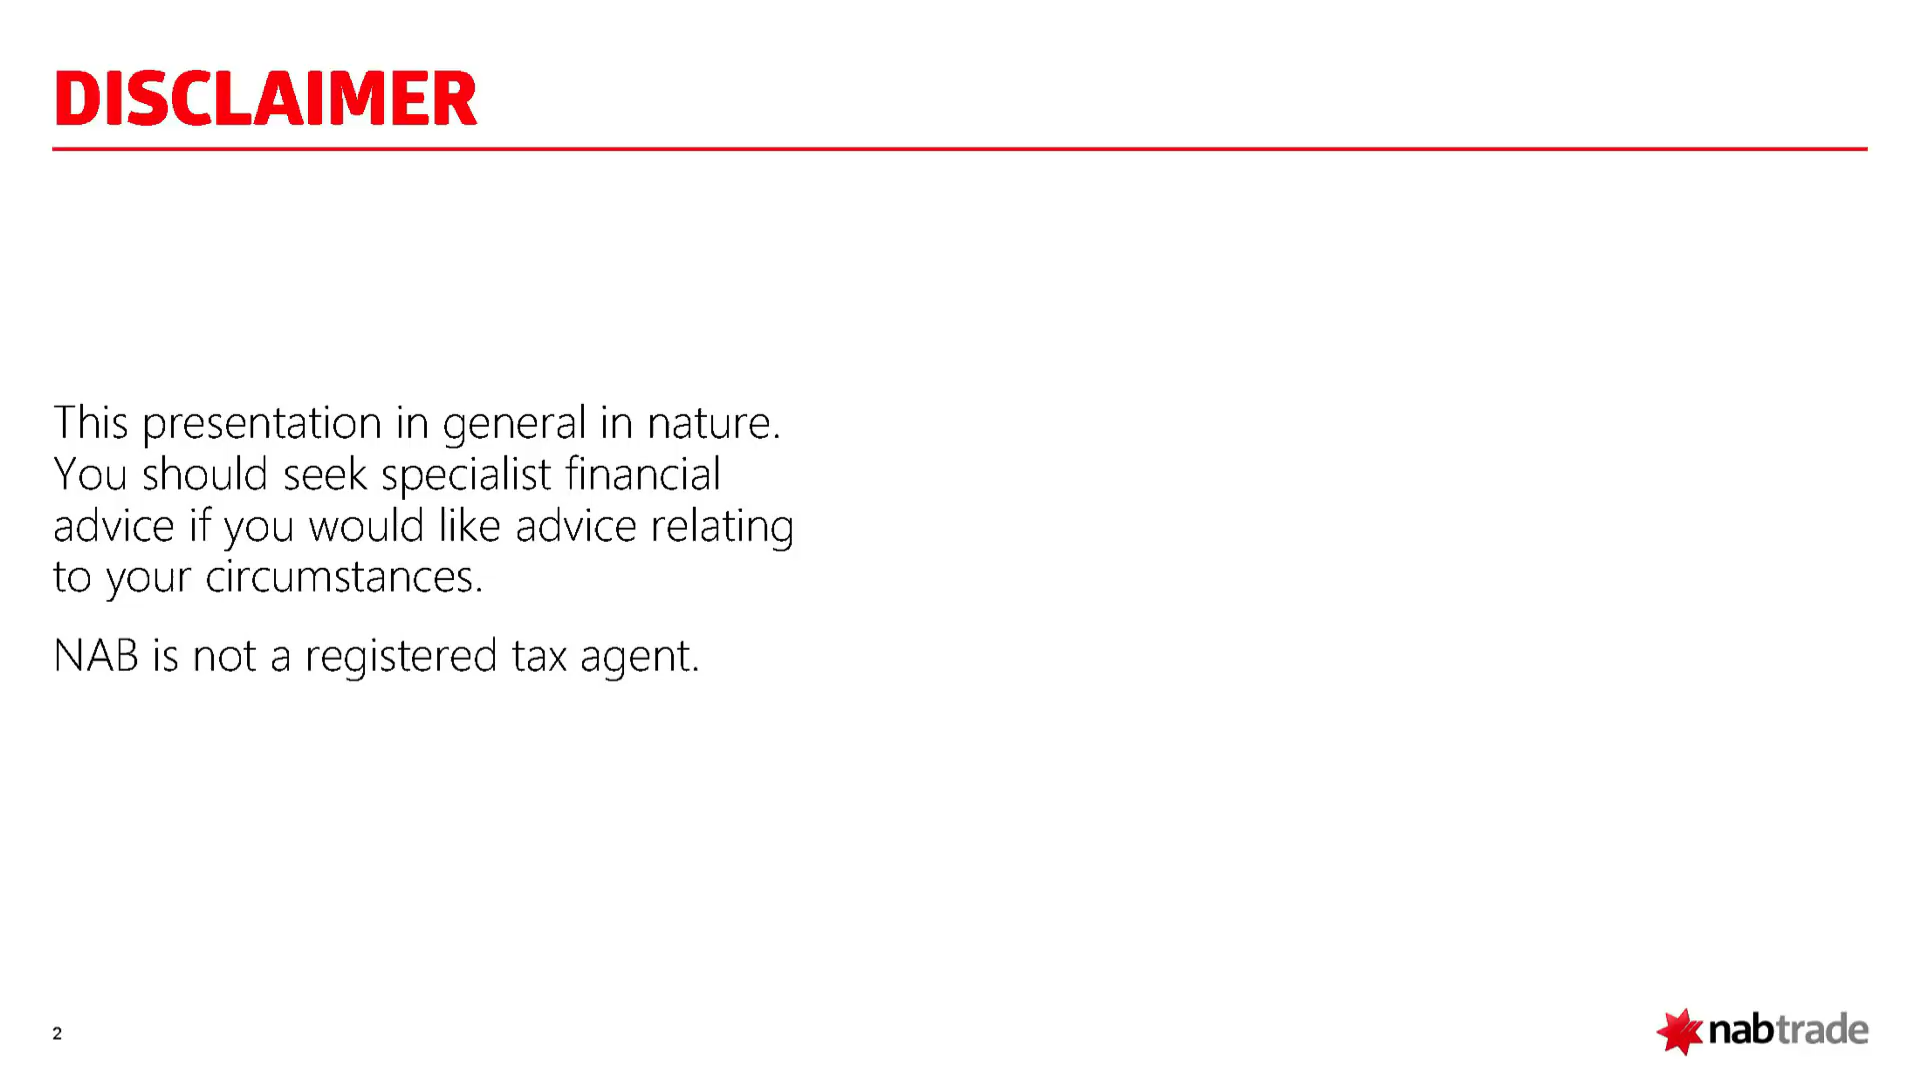 DISCLAIMER
This presentation in general in nature.
You should seek specialist financial
advice if you would like advice relating
to your circumstances.
NAB is not a registered tax agent.
2
nabtrade